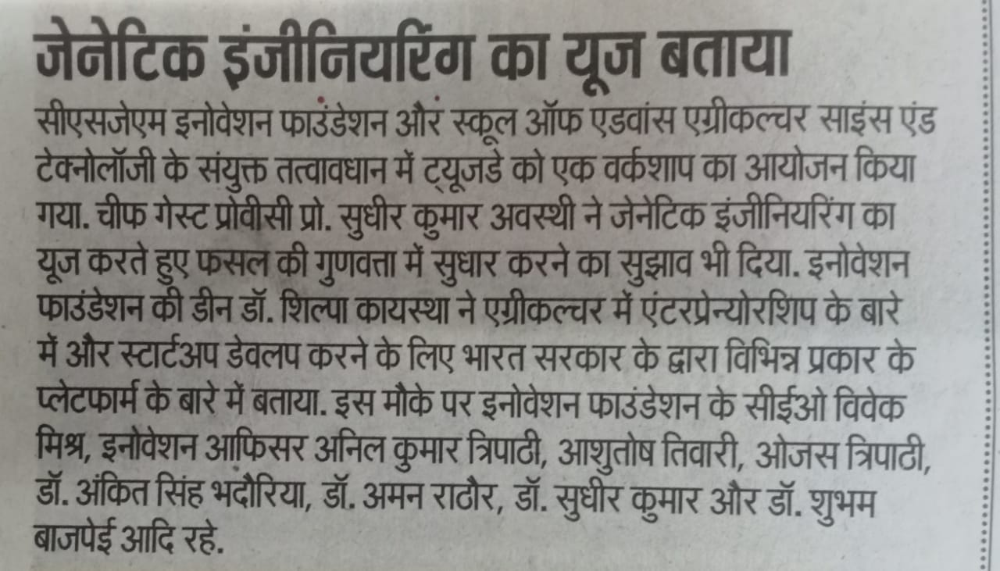 जेनेटिक इंजीनियरिंग का यूज बताया
सीएसजेएम इनोवेशन फाउंडेशन और स्कूल ऑफ एडवांस एग्रीकल्चर साइंस एंड
टेक्नोलॉजी के संयुक्त तत्वावधान में ट्यूजडे को एक वर्कशाप का आयोजन किया
गया. चीफ गेस्ट प्रोवीसी प्रो. सुधीर कुमार अवस्थी ने जेनेटिक इंजीनियरिंग का
यूज करते हुए फसल की गुणवत्ता में सुधार करने का सुझाव भी दिया. इनोवेशन
फाउंडेशन की डीन डॉ. शिल्पा कायस्था ने एग्रीकल्चर में एंटरप्रेन्योरशिप के बारे
में और स्टार्टअप डेवलप करने के लिए भारत सरकार के द्वारा विभिन्न प्रकार के
प्लेटफार्म के बारे में बताया. इस मौके पर इनोवेशन फाउंडेशन के सीईओ विवेक
मिश्र, इनोवेशन आफिसर अनिल कुमार त्रिपाठी, आशुतोष तिवारी, ओजस त्रिपाठी,
डॉ. अंकित सिंह भदौरिया, डॉ. अमन राठौर, डॉ. सुधीर कुमार और डॉ. शुभम
बाजपेई आदि रहे.